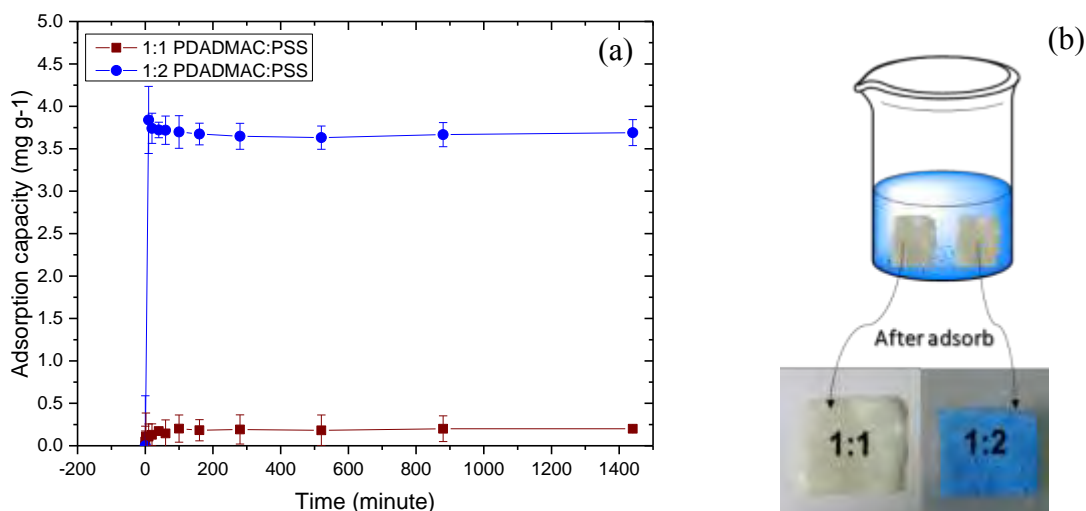 (a)
1:1 PDADMAC:PSS
1:2 PDADMAC:PSS
Adsorption capacity (mg g-1)
5.0
4.5
4.0
3.5
3.0
2.5
2.0
1.5
1.0
0.5
0.0
-200 0 200 400 600 800 1000 1200 1400
Time (minute)
(b)
After adsorb
1:1 1:2